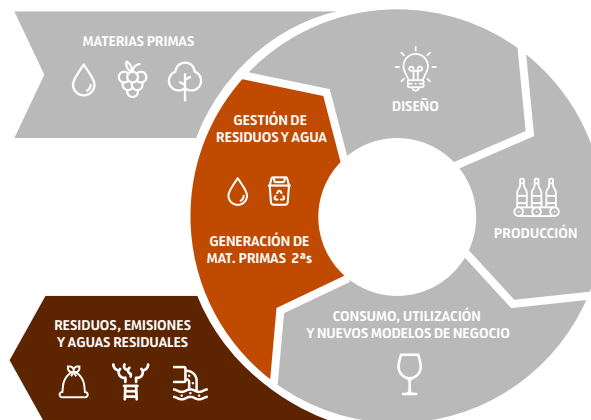 MATERIAS PRIMAS
DISEÑO
GESTIÓN DE
RESIDUOS Y AGUA
GENERACIÓN DE
MAT. PRIMAS 2ªs
PRODUCCIÓN
CONSUMO, UTILIZACIÓN
Y NUEVOS MODELOS DE NEGOCIO
RESIDUOS, EMISIONES
Y AGUAS RESIDUALES